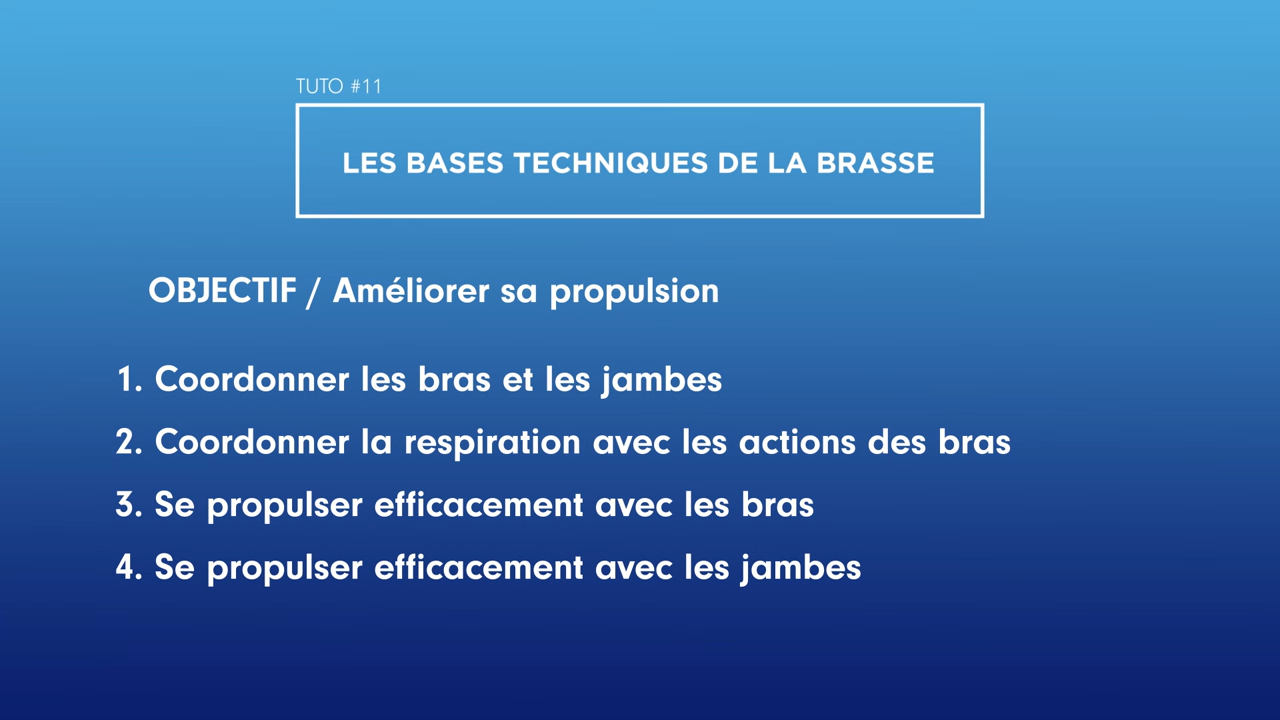 TUTO #11
LES BASES TECHNIQUES DE LA BRASSE
OBJECTIF / Améliorer sa propulsion
1. Coordonner les bras et les jambes
2. Coordonner la respiration avec les actions des bras
3. Se propulser efficacement avec les bras
4. Se propulser efficacement avec les jambes